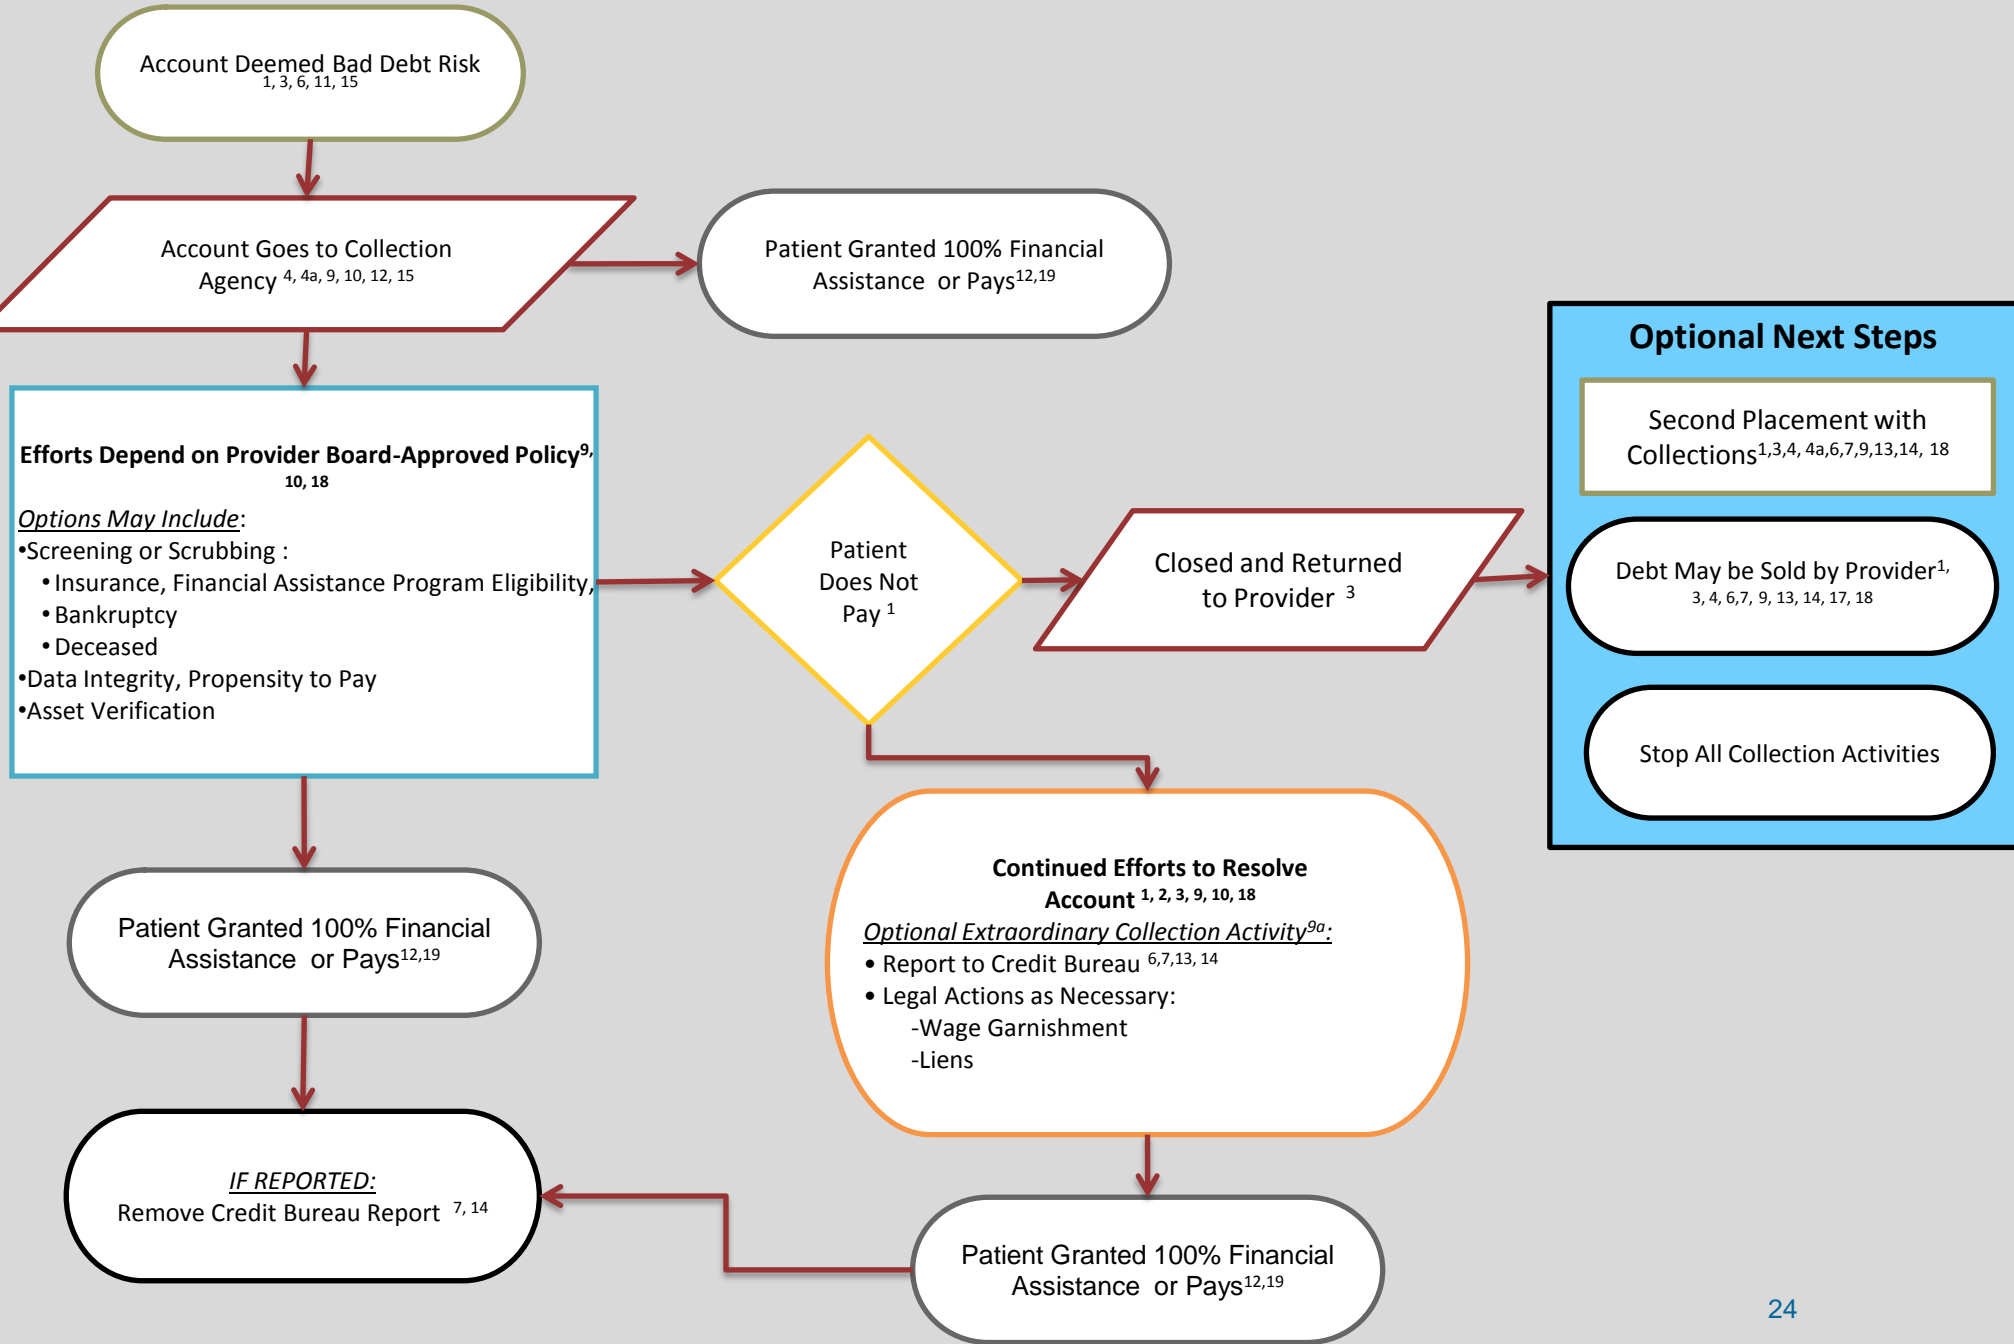 Account Deemed Bad Debt Risk
1, 3, 6, 11, 15
Account Goes to Collection
Agency 4, 4a, 9, 10, 12, 15
Patient Granted 100% Financial
Assistance or Pays12,19
Efforts Depend on Provider Board-Approved Policy9,
10, 18
Options May Include:
•Screening or Scrubbing :
• Insurance, Financial Assistance Program Eligibility,
• Bankruptcy
• Deceased
•Data Integrity, Propensity to Pay
•Asset Verification
Patient
Does Not
Pay 1
Closed and Returned
to Provider 3
Optional Next Steps
Second Placement with
Collections1,3,4, 4a,6,7,9,13,14, 18
Debt May be Sold by Provider1,
3, 4, 6,7, 9, 13, 14, 17, 18
Stop All Collection Activities
Continued Efforts to Resolve
Account 1, 2, 3, 9, 10, 18
Optional Extraordinary Collection Activity9a:
• Report to Credit Bureau 6,7,13, 14
• Legal Actions as Necessary:
-Wage Garnishment
-Liens
Patient Granted 100% Financial
Assistance or Pays12,19
IF REPORTED:
Remove Credit Bureau Report 7, 14
Patient Granted 100% Financial
Assistance or Pays12,19
24